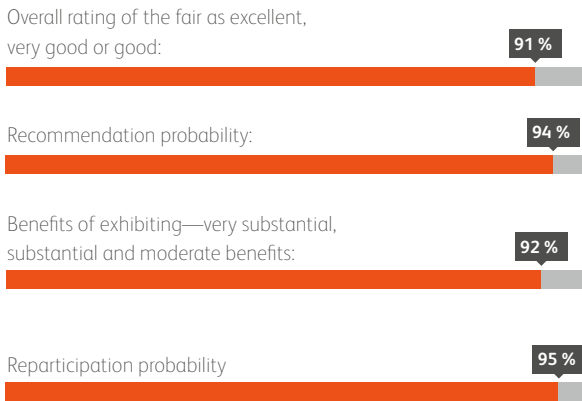 Overall rating of the fair as excellent,
very good or good:
91 %
Recommendation probability:
94 %
Benefits of exhibiting—very substantial,
substantial and moderate benefits:
92 %
Reparticipation probability
95 %